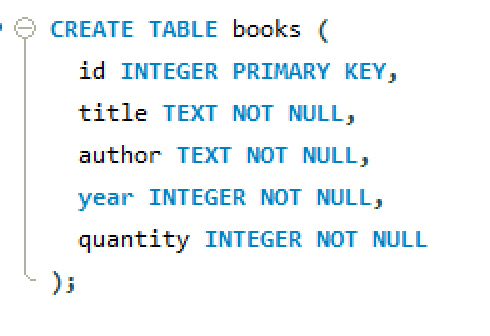 CREATE TABLE books (
id INTEGER PRIMARY KEY,
title TEXT NOT NULL,
author TEXT NOT NULL,
year INTEGER NOT NULL,
quantity INTEGER NOT NULL
);